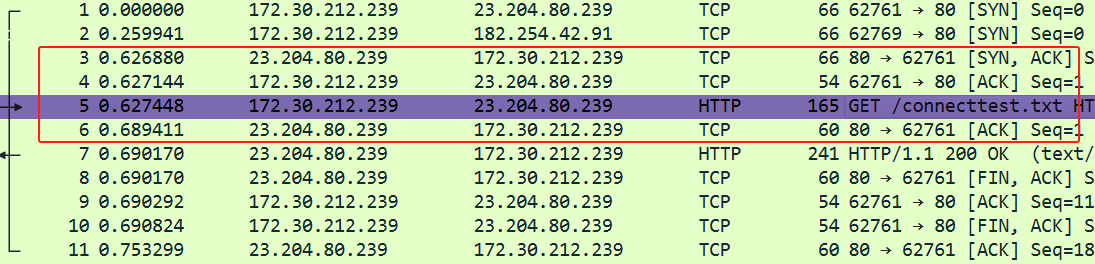 1 0.000000 172.30.212.239 23.204.80.239 TCP 66 62761 → 80 [SYN] Seq=0
2 0.259941 172.30.212.239 182.254.42.91 TCP 66 62769 → 80 [SYN] Seq=0
3 0.626880 23.204.80.239 172.30.212.239 TCP 66 80 → 62761 [SYN, ACK] S
4 0.627144 172.30.212.239 23.204.80.239 TCP 54 62761 → 80 [ACK] Seq=1
5 0.627448 172.30.212.239 23.204.80.239 HTTP 165 GET /connecttest.txt HT
6 0.689411 23.204.80.239 172.30.212.239 TCP 60 80 → 62761 [ACK] Seq=1
7 0.690170 23.204.80.239 172.30.212.239 HTTP 241 HTTP/1.1 200 OK (text/
8 0.690170 23.204.80.239 172.30.212.239 TCP 60 80 → 62761 [FIN, ACK] S
9 0.690292 172.30.212.239 23.204.80.239 TCP 54 62761 → 80 [ACK] Seq=11
10 0.690824 172.30.212.239 23.204.80.239 TCP 54 62761 → 80 [FIN, ACK] S
11 0.753299 23.204.80.239 172.30.212.239 TCP 60 80 → 62761 [ACK] Seq=18